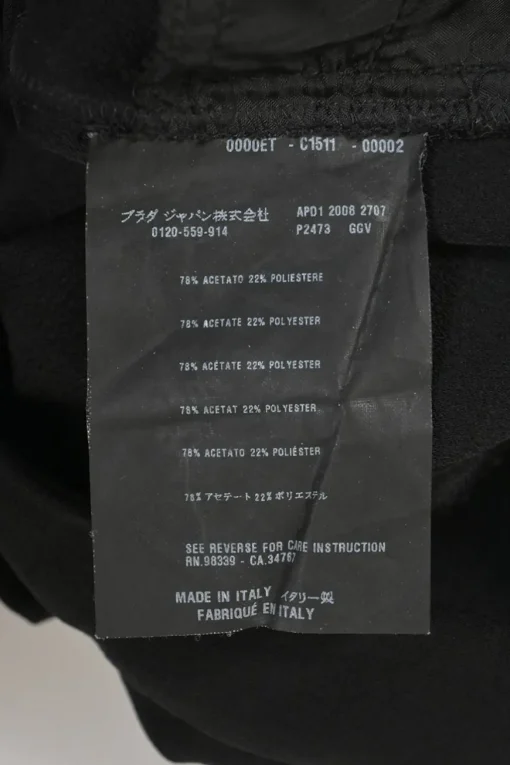 0000ET - C1511 - 00002
プラダ ジャパン株式会社 APD1 2008 2707
0120-559-914 P2473 GGV
78% ACETATO 22% POLIESTERE
78% ACETATE 22% POLYESTER
78% ACÉTATE 22% POLYESTER
78% ACETAT 22% POLYESTER
78% ACETATO 22% POLIÉSTER
78% アセテート 22% ポリエステル
SEE REVERSE FOR CARE INSTRUCTION
RN.98339 - CA.34767
MADE IN ITALY イタリー製
FABRIQUÉ EN ITALY